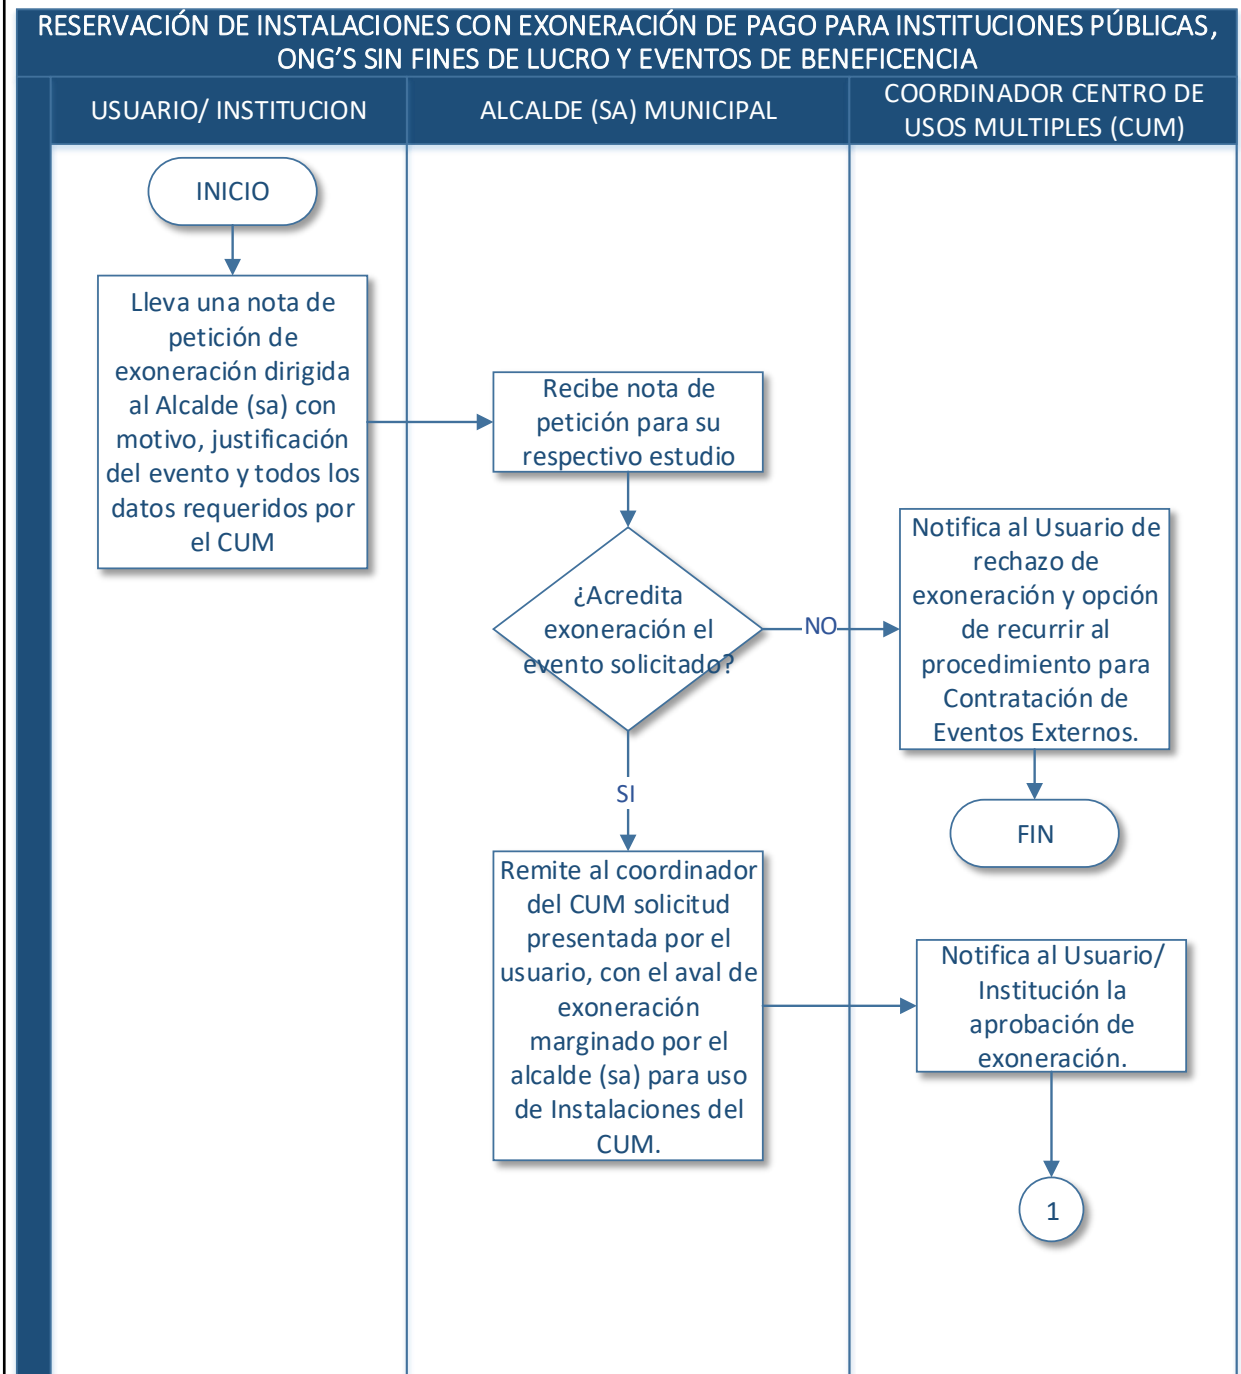 RESERVACIÓN DE INSTALACIONES CON EXONERACIÓN DE PAGO PARA INSTITUCIONES PÚBLICAS,
ONG'S SIN FINES DE LUCRO Y EVENTOS DE BENEFICENCIA
USUARIO/ INSTITUCION
ALCALDE (SA) MUNICIPAL
COORDINADOR CENTRO DE
USOS MULTIPLES (CUM)
INICIO
Lleva una nota de
petición de
exoneración dirigida
al Alcalde (sa) con
motivo, justificación
del evento y todos los
datos requeridos por
el CUM
Recibe nota de
petición para su
respectivo estudio
¿Acredita
exoneración el
evento solicitado?
NO
Notifica al Usuario de
rechazo de
exoneración y opción
de recurrir al
procedimiento para
Contratación de
Eventos Externos.
FIN
SI
Remite al coordinador
del CUM solicitud
presentada por el
usuario, con el aval de
exoneración
marginado por el
alcalde (sa) para uso
de Instalaciones del
CUM.
Notifica al Usuario/
Institución la
aprobación de
exoneración.
1